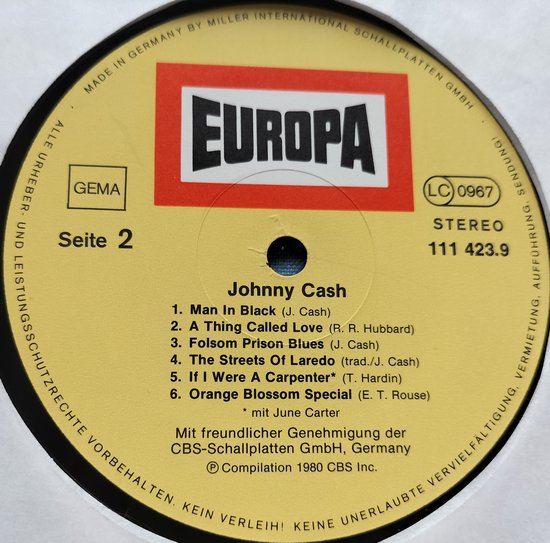 MADE IN GERMANY BY MILLER INTERNATIONAL SCHALLPLATTEN GMBH
EUROPA
GEMA
LC 0967
STEREO
Seite 2
111 423.9
Johnny Cash
1. Man In Black (J. Cash)
2. A Thing Called Love (R. R. Hubbard)
3. Folsom Prison Blues (J. Cash)
4. The Streets Of Laredo (trad./J. Cash)
5. If I Were A Carpenter* (T. Hardin)
6. Orange Blossom Special (E. T. Rouse)
* mit June Carter
Mit freundlicher Genehmigung der
CBS-Schallplatten GmbH, Germany
℗ Compilation 1980 CBS Inc.
ALLE URHEBER- UND LEISTUNGSSCHUTZRECHTE VORBEHALTEN. KEIN VERLEIH! KEINE UNERLAUBTE VERVIELFÄLTIGUNG, VERMIETUNG, AUFFÜHRUNG, SENDUNG!